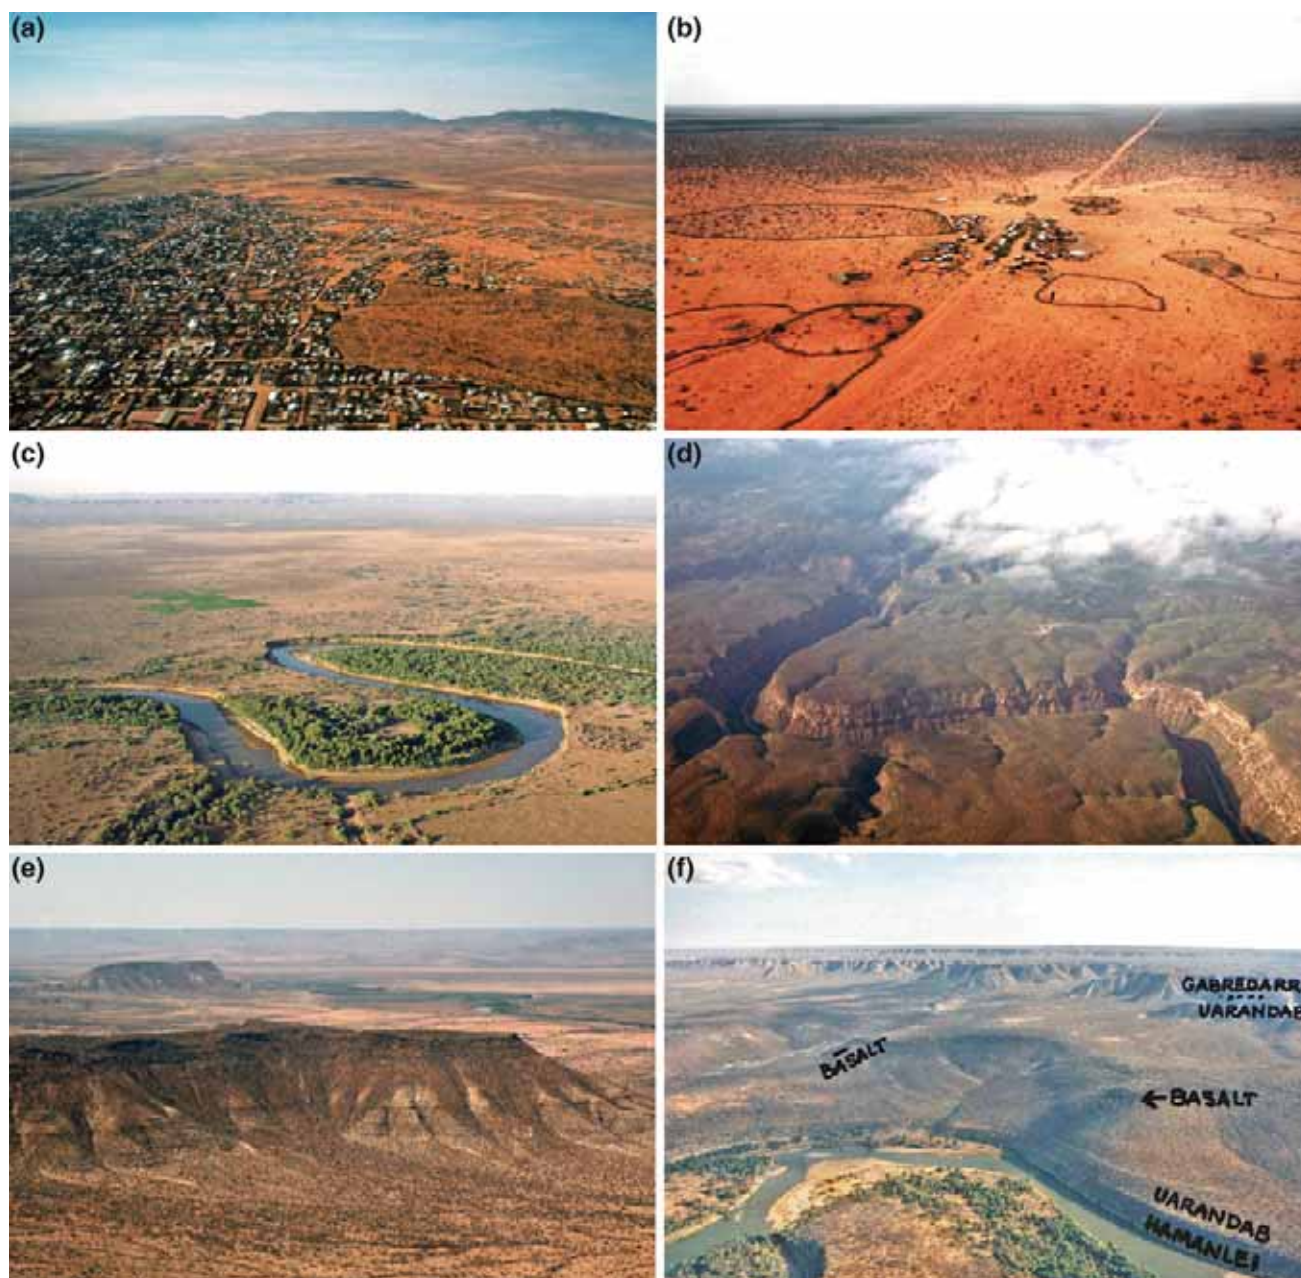 (a)
(b)
(c)
(d)
(e)
(f)
GABREDARR
UARANDAB
BASALT
← BASALT
UARANDAB
HAMANLEI